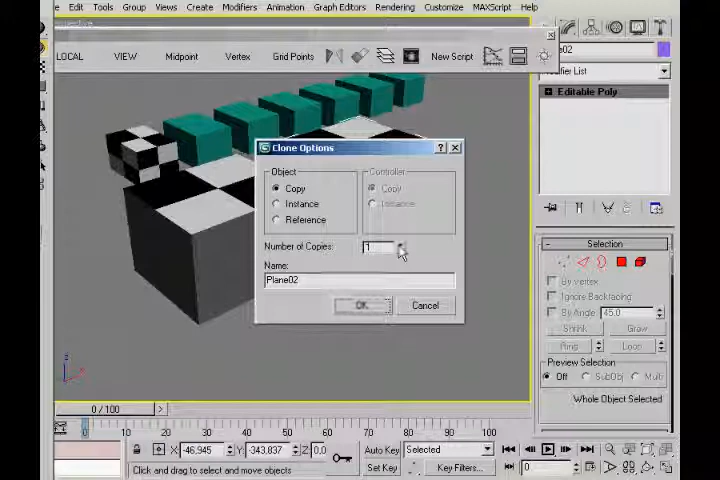 Edit Tools Group Views Create Modifiers Animation Graph Editors Rendering Customize MAXScript Help
LOCAL VIEW Midpoint Vertex Grid Points New Script
Modifier List
Editable Poly
Clone Options
Object
Copy
Instance
Reference
Controller
Copy
Instance
Number of Copies: 1
Name:
Plane02
OK Cancel
Selection
By Vertex
Ignore Backfacing
By Angle 45.0
Shrink Grow
Ring Loop
Preview Selection
Off SubObj Multi
Whole Object Selected
0 / 100
0 10 20 30 40 50 60 70 80 90 100
X: -46,945 Y: -343,837 Z: 0,0
Auto Key Selected
Click and drag to select and move objects
Set Key Key Filters... 0